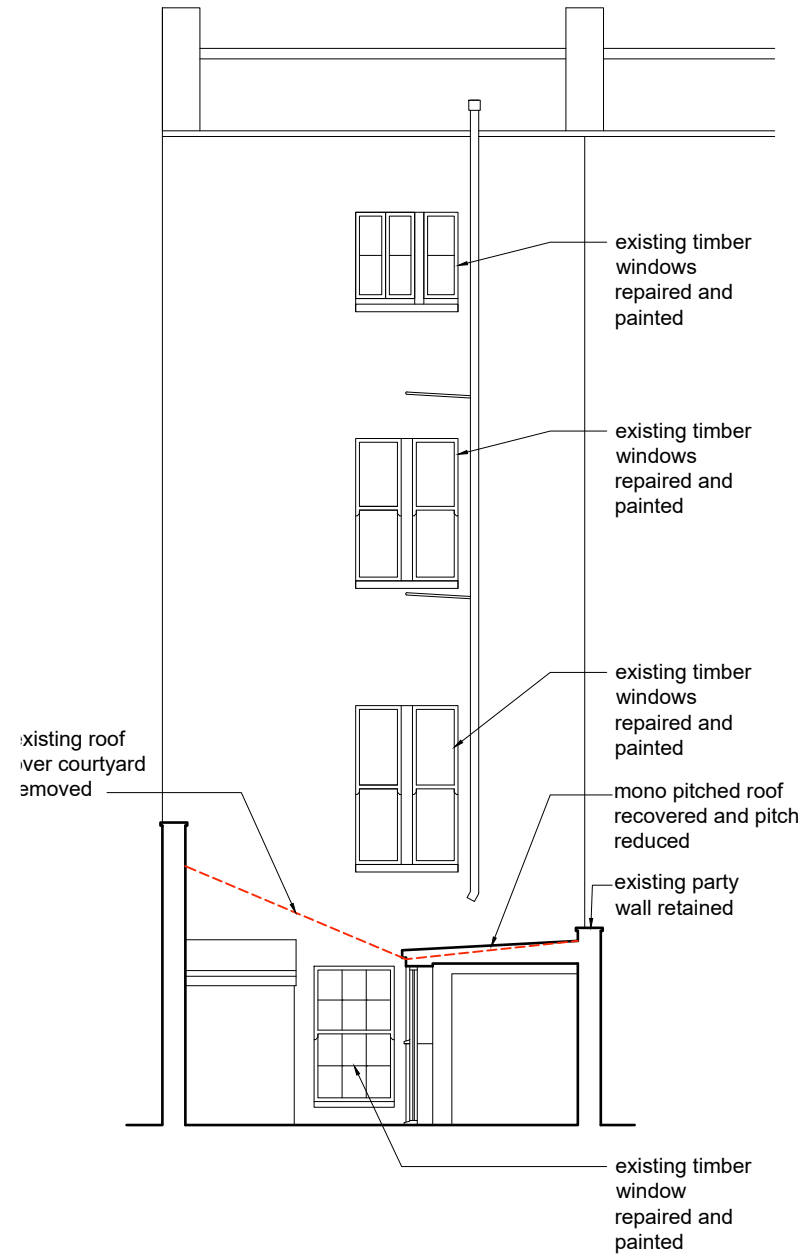 existing timber
windows
repaired and
painted
existing timber
windows
repaired and
painted
existing timber
windows
repaired and
painted
existing roof
over courtyard
removed
mono pitched roof
recovered and pitch
reduced
existing party
wall retained
existing timber
window
repaired and
painted